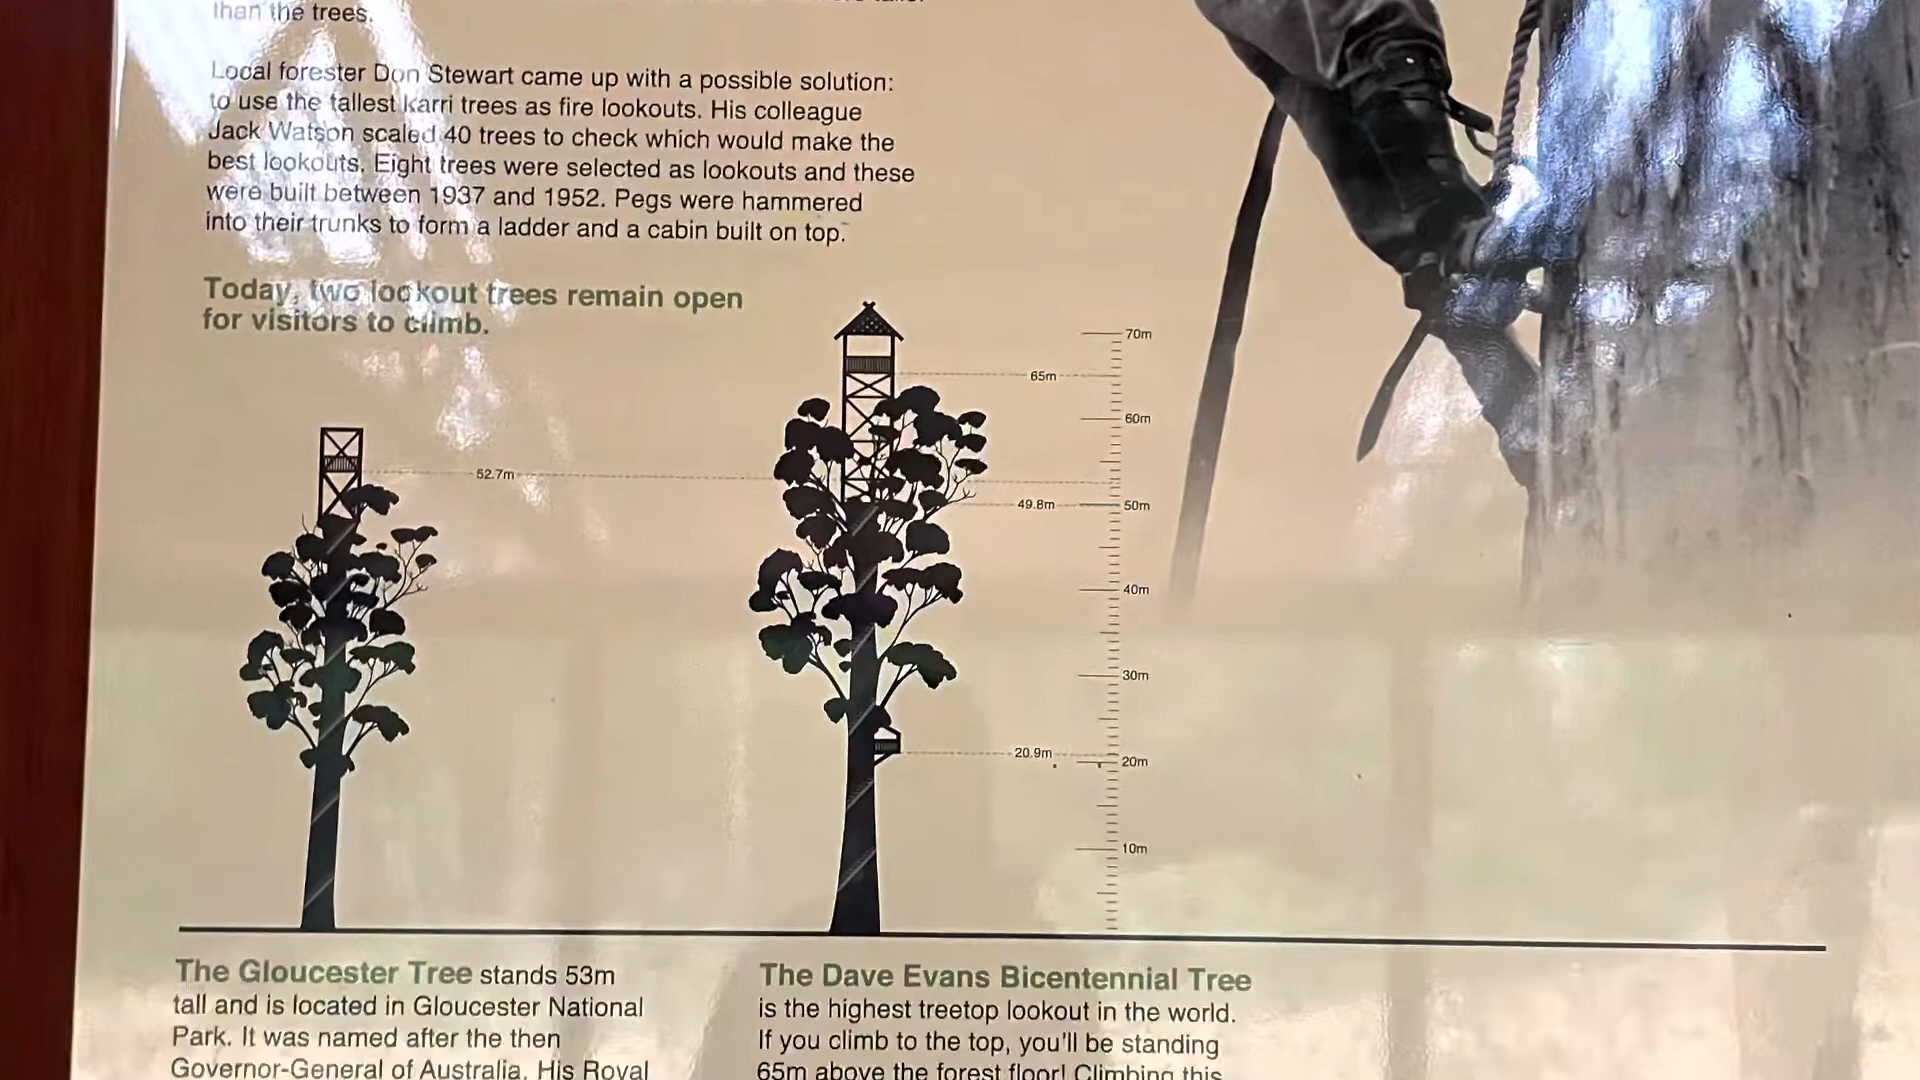 than the trees.
Local forester Don Stewart came up with a possible solution:
to use the tallest karri trees as fire lookouts. His colleague
Jack Watson scaled 40 trees to check which would make the
best lookouts. Eight trees were selected as lookouts and these
were built between 1937 and 1952. Pegs were hammered
into their trunks to form a ladder and a cabin built on top.
Today, two lookout trees remain open
for visitors to climb.
70m
65m
60m
52.7m
49.8m
50m
40m
30m
20.9m
20m
10m
The Gloucester Tree stands 53m
tall and is located in Gloucester National
Park. It was named after the then
Governor-General of Australia, His Royal
The Dave Evans Bicentennial Tree
is the highest treetop lookout in the world.
If you climb to the top, you'll be standing
65m above the forest floor! Climbing this